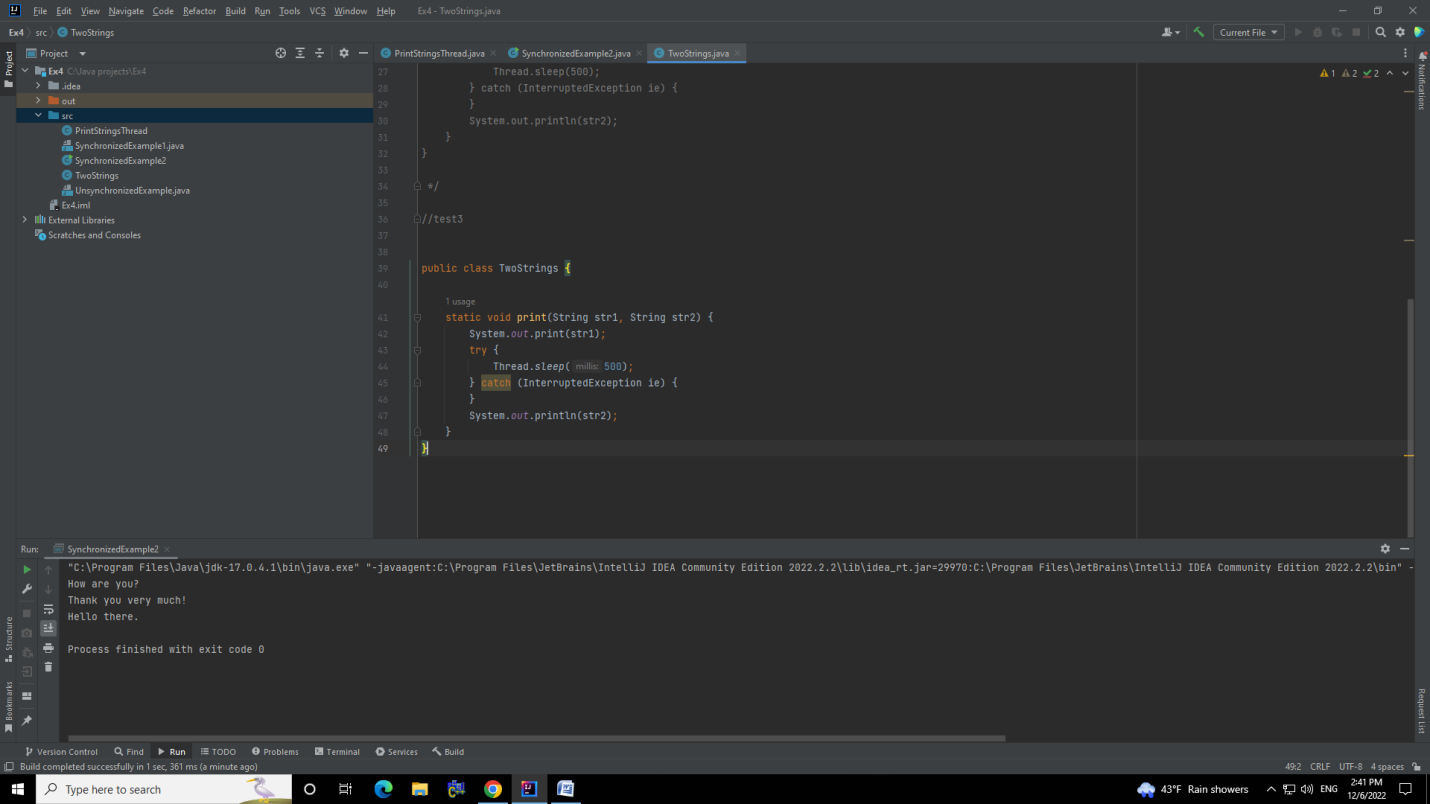 File Edit View Navigate Code Refactor Build Run Tools VCS Window Help Ex4 - TwoStrings.java
Ex4 src TwoStrings Current File
Project
Project
PrintStringsThread.java SynchronizedExample2.java TwoStrings.java
Notifications
Ex4 C:\Java projects\Ex4
.idea
out
src
PrintStringsThread
SynchronizedExample1.java
SynchronizedExample2
TwoStrings
UnsynchronizedExample.java
Ex4.iml
External Libraries
Scratches and Consoles
1 2 2
27 Thread.sleep(500);
28 } catch (InterruptedException ie) {
29 }
30 System.out.println(str2);
31 }
32 }
33
34 */
35
36 //test3
37
38
39 public class TwoStrings {
40
1 usage
41 static void print(String str1, String str2) {
42 System.out.print(str1);
43 try {
44 Thread.sleep( millis: 500);
45 } catch (InterruptedException ie) {
46 }
47 System.out.println(str2);
48 }
49 }
Run: SynchronizedExample2
"C:\Program Files\Java\jdk-17.0.4.1\bin\java.exe" "-javaagent:C:\Program Files\JetBrains\IntelliJ IDEA Community Edition 2022.2.2\lib\idea_rt.jar=29970:C:\Program Files\JetBrains\IntelliJ IDEA Community Edition 2022.2.2\bin" -
How are you?
Thank you very much!
Hello there.
Process finished with exit code 0
Structure
Bookmarks
Request List
Version Control Find Run TODO Problems Terminal Services Build
Build completed successfully in 1 sec, 361 ms (a minute ago) 49:2 CRLF UTF-8 4 spaces
Type here to search
43°F Rain showers ENG 2:41 PM
12/6/2022